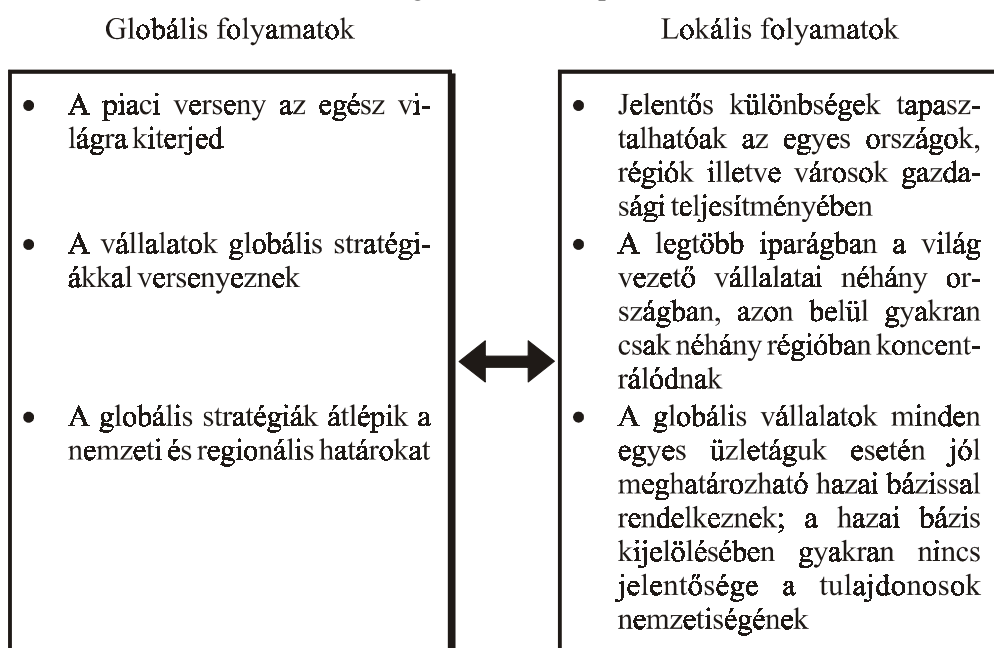 Globális folyamatok
• A piaci verseny az egész vi-
lágra kiterjed
• A vállalatok globális stratégi-
ákkal versenyeznek
• A globális stratégiák átlépik a
nemzeti és regionális határokat
Lokális folyamatok
• Jelentős különbségek tapasz-
talhatóak az egyes országok,
régiók illetve városok gazda-
sági teljesítményében
• A legtöbb iparágban a világ
vezető vállalatai néhány or-
szágban, azon belül gyakran
csak néhány régióban koncent-
rálódnak
• A globális vállalatok minden
egyes üzletáguk esetén jól
meghatározható hazai bázissal
rendelkeznek; a hazai bázis
kijelölésében gyakran nincs
jelentősége a tulajdonosok
nemzetiségének